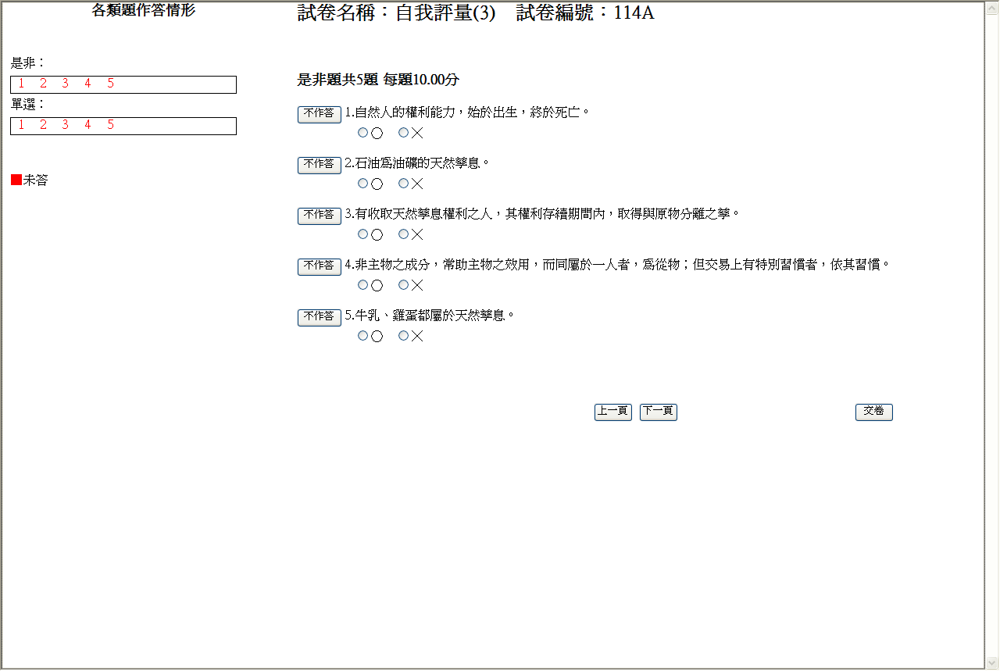 各類題作答情形
試卷名稱：自我評量(3) 試卷編號：114A
是非：
1 2 3 4 5
單選：
1 2 3 4 5
■未答
是非題共5題 每題10.00分
不作答 1.自然人的權利能力，始於出生，終於死亡。
○ ×
不作答 2.石油為油礦的天然孳息。
○ ×
不作答 3.有收取天然孳息權利之人，其權利存續期間內，取得與原物分離之孳。
○ ×
不作答 4.非主物之成分，常助主物之效用，而同屬於一人者，為從物；但交易上有特別習慣者，依其習慣。
○ ×
不作答 5.牛乳、雞蛋都屬於天然孳息。
○ ×
上一頁 下一頁 交卷